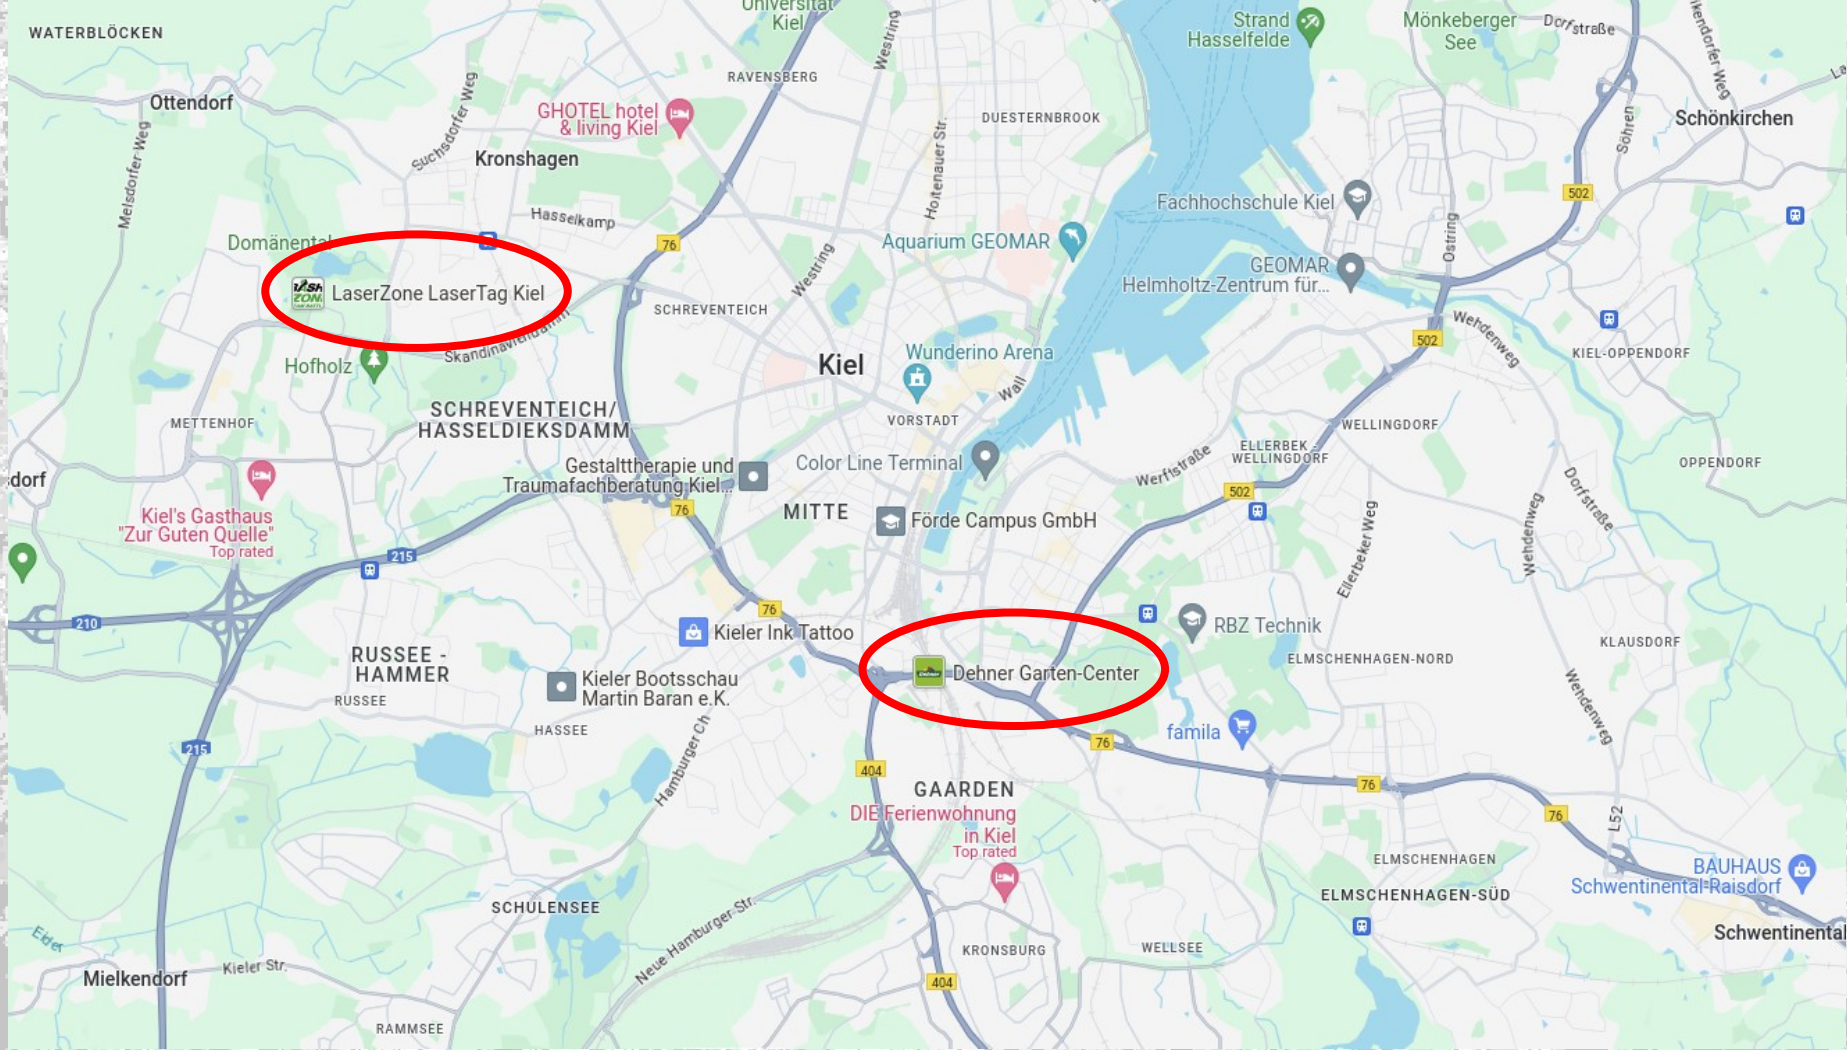 Universität
Kiel
Strand
Hasselfelde
Mönkeberger
See
Dorfstraße
WATERBLÖCKEN
Westring
RAVENSBERG
Ottendorf
Suchsdorfer Weg
GHOTEL hotel
& living Kiel
DUESTERNBROOK
Schönkirchen
Söhren
Melsdorfer Weg
Kronshagen
Holtenauer Str.
Fachhochschule Kiel
502
Hasselkamp
Domänental
76
Westring
Aquarium GEOMAR
Ostring
GEOMAR
Helmholtz-Zentrum für...
LaserZone LaserTag Kiel
SCHREVENTEICH
Wehdenweg
502
KIEL-OPPENDORF
Skandinaviendamm
Hofholz
Kiel
Wunderino Arena
Wall
SCHREVENTEICH/
HASSELDIEKSDAMM
METTENHOF
VORSTADT
WELLINGDORF
ELLERBEK -
WELLINGDORF
Gestalttherapie und
Traumafachberatung Kiel...
Color Line Terminal
Werftstraße
OPPENDORF
sdorf
502
Dorfstraße
76
MITTE
Förde Campus GmbH
Kiel's Gasthaus
"Zur Guten Quelle"
Top rated
215
Ellerbeker Weg
Wehdenweg
210
76
Kieler Ink Tattoo
RBZ Technik
KLAUSDORF
RUSSEE -
HAMMER
RUSSEE
Kieler Bootsschau
Martin Baran e.K.
Dehner Garten-Center
Dehner
ELMSCHENHAGEN-NORD
HASSEE
Hamburger Ch
Wehdenweg
215
famila
76
404
GAARDEN
76
76
L52
DIE Ferienwohnung
in Kiel
Top rated
ELMSCHENHAGEN
BAUHAUS
Schwentinental-Raisdorf
ELMSCHENHAGEN-SÜD
SCHULENSEE
Neue Hamburger Str.
Eider
KRONSBURG
WELLSEE
Schwentinental
Mielkendorf
Kieler Str.
404
RAMMSEE